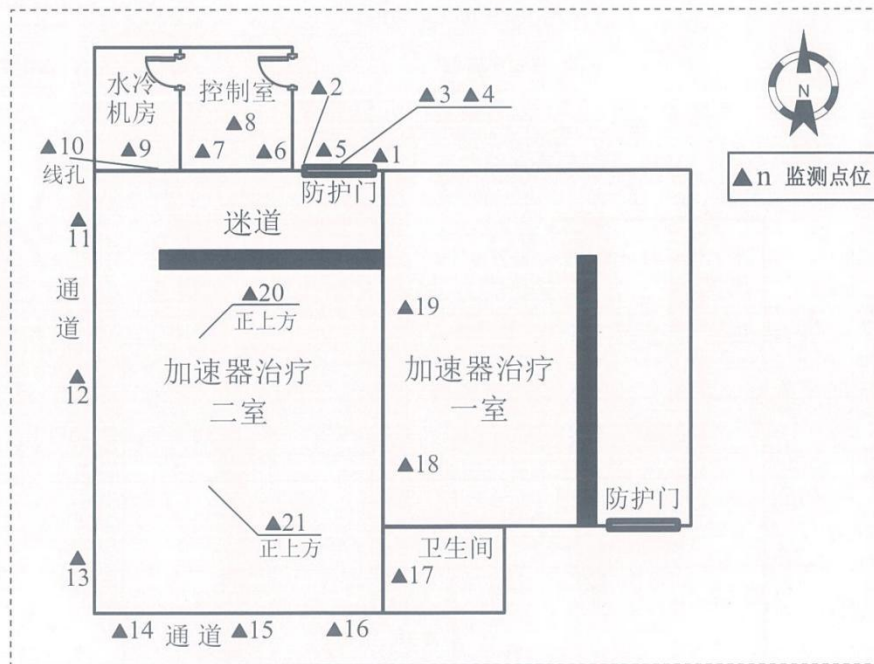 水冷
机房
控制室
▲2
▲3 ▲4
N
▲8
▲10
线孔
▲9
▲7
▲6
▲5
▲1
▲n 监测点位
防护门
迷道
▲
11
通
道
▲20
正上方
▲19
加速器治疗
二室
加速器治疗
一室
▲
12
▲18
▲21
正上方
防护门
卫生间
▲
13
▲17
▲14
通道
▲15
▲16